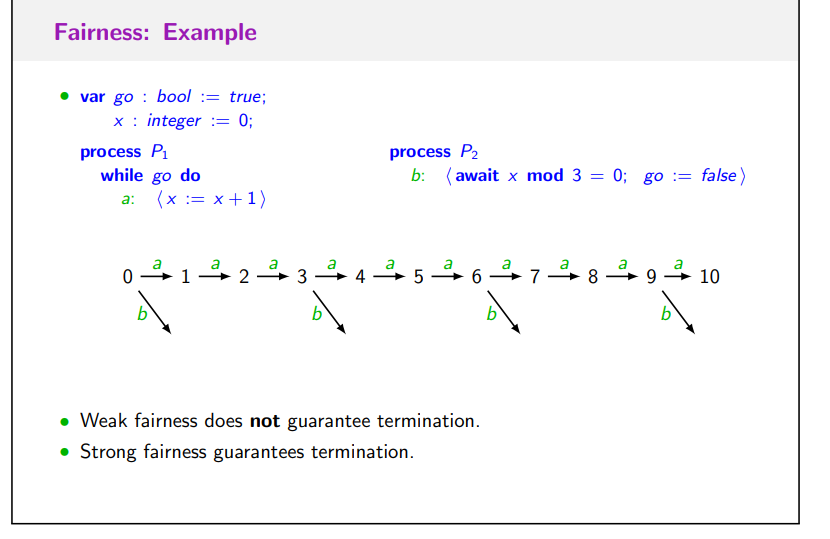 Fairness: Example
• var go : bool := true;
x : integer := 0;
process P₁
while go do
a: ⟨x := x + 1⟩
process P₂
b: ⟨await x mod 3 = 0; go := false⟩
a a a a a a a a a a
0 1 2 3 4 5 6 7 8 9 10
b b b b
• Weak fairness does not guarantee termination.
• Strong fairness guarantees termination.